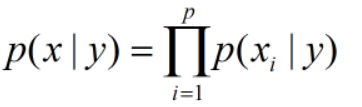 p(x | y) = ∏_{i=1}^{p} p(x_i | y)